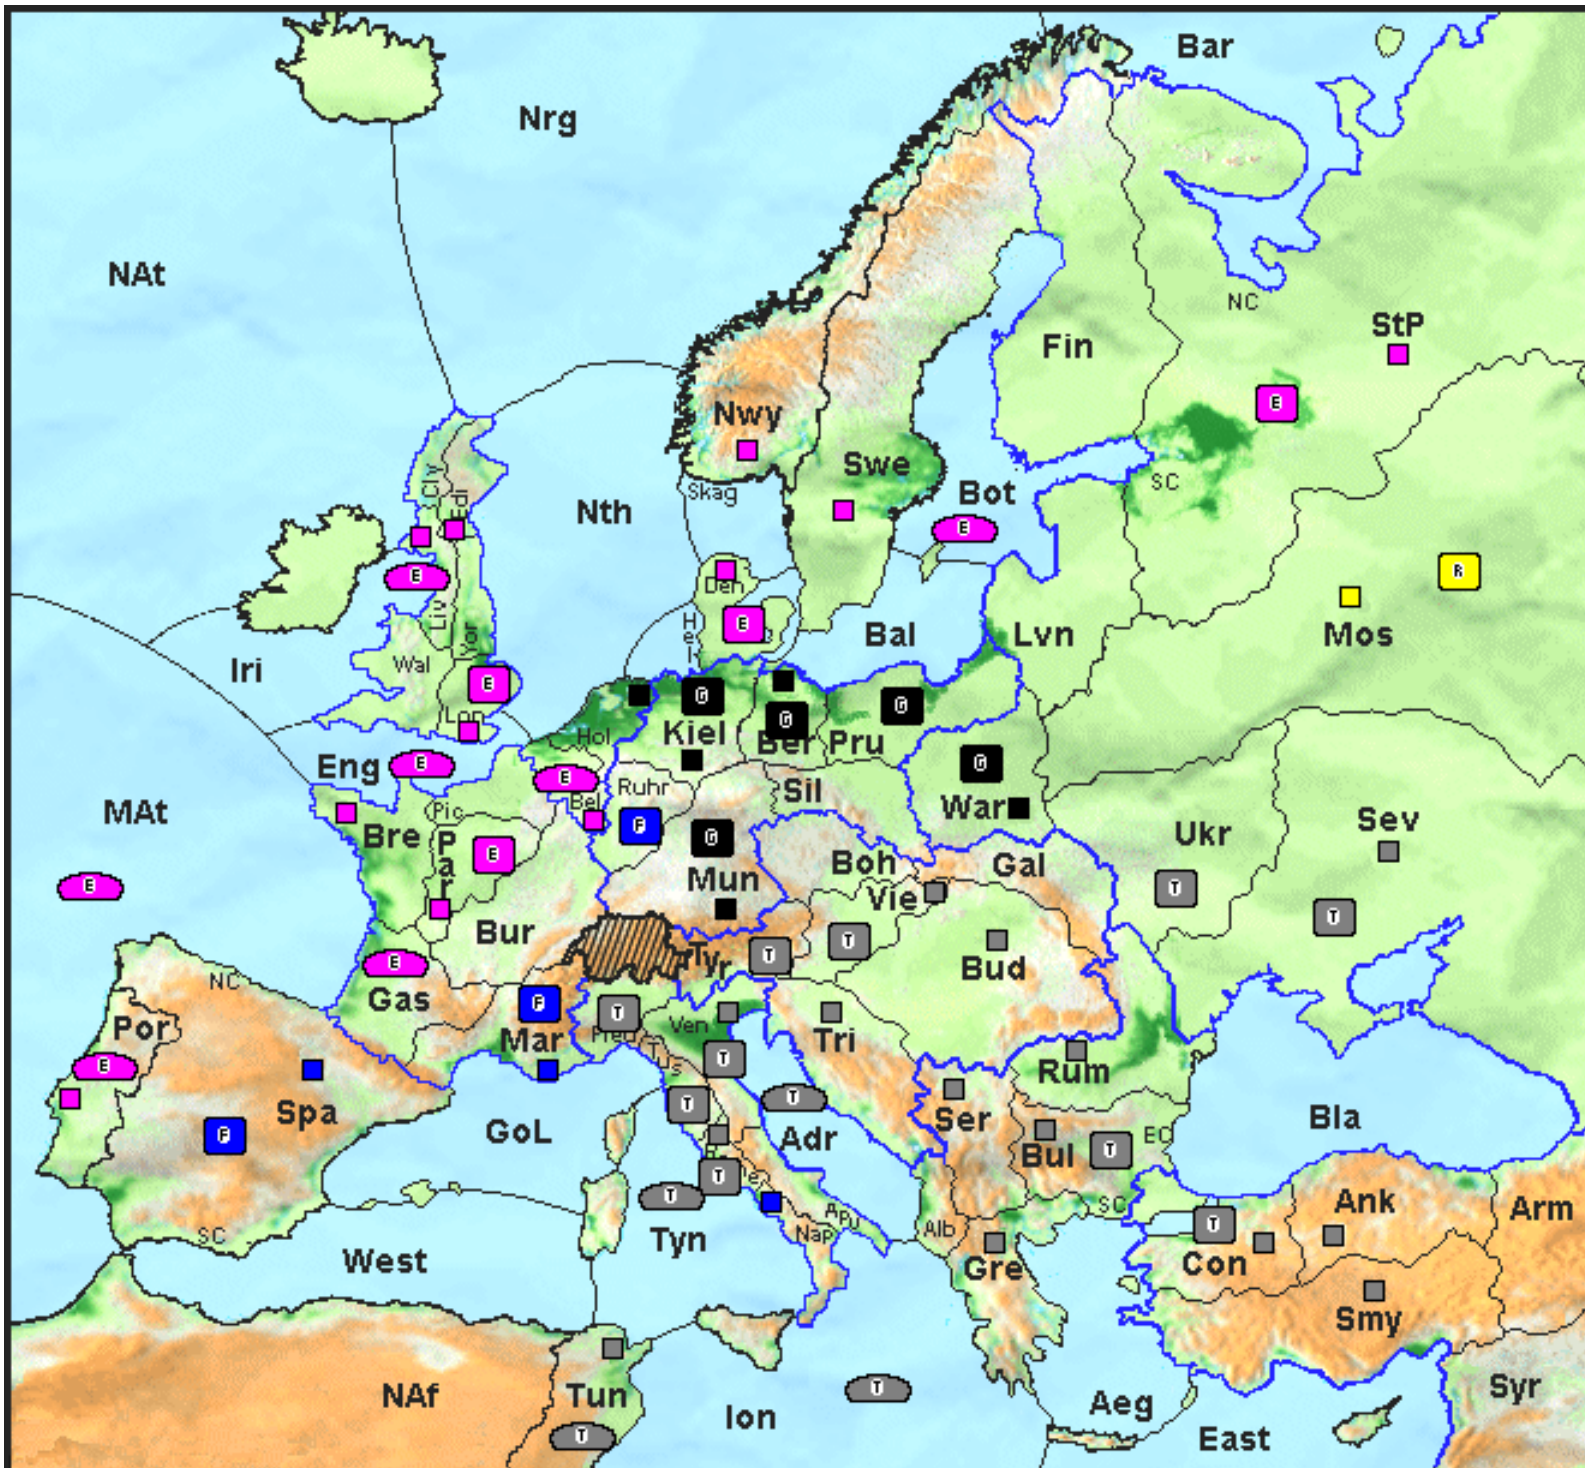 Bar
Nrg
NAt
NC
StP
Fin
E
Nwy
Swe
Skag
SC
Bot
Nth
Cly
Edi
E
E
R
Den
E
Hel
Bal
Lvn
Mos
Liv
Yor
Wal
Iri
E
Lon
G
G
G
Hol
Kiel
Ber
Pru
Eng
E
E
G
Ruhr
Sil
War
Bel
MAt
Pic
Bre
F
G
Ukr
Sev
Par
E
Boh
Gal
Mun
E
Vie
T
T
Bur
T
T
Tyr
Bud
E
NC
Gas
F
T
Por
Mar
Pied
Ven
Tri
Tus
T
Rum
E
T
Spa
T
Ser
Bla
F
GoL
Adr
Bul
T
EC
T
T
SC
Ank
Arm
Tyn
Apu
Nap
Alb
T
SC
West
Gre
Con
Smy
NAf
Tun
T
Ion
Aeg
Syr
T
East